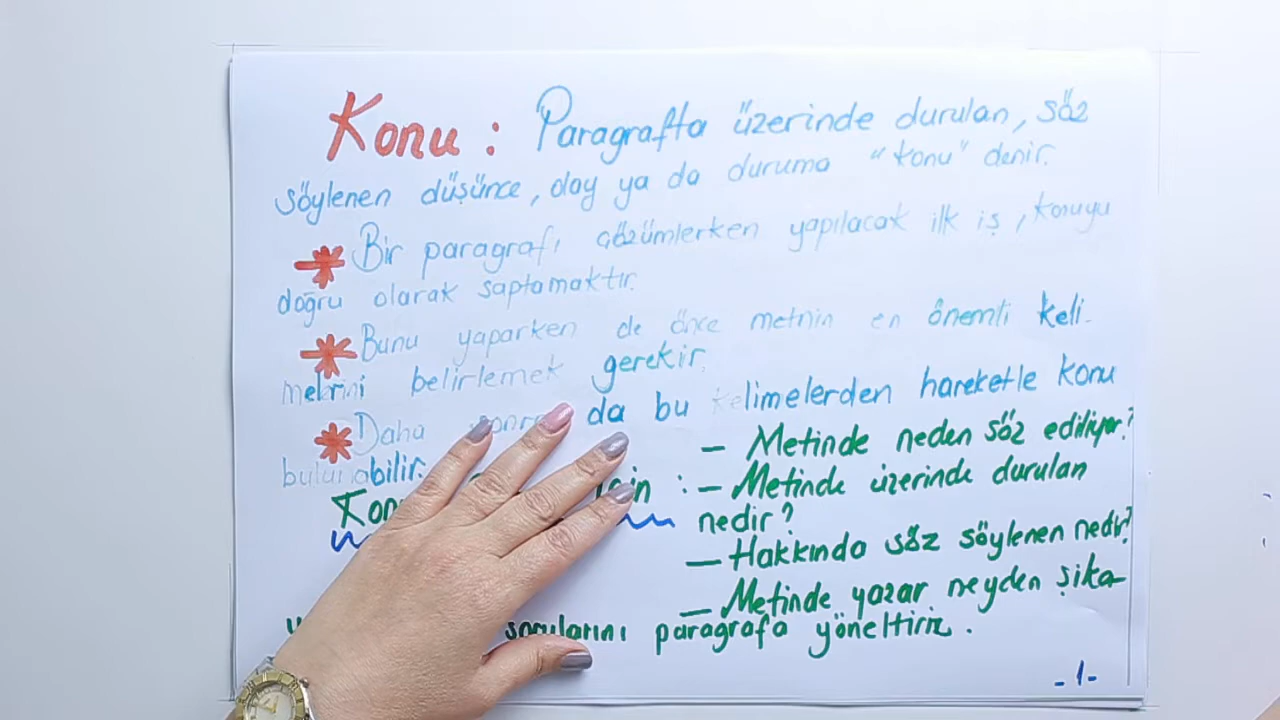 Konu : Paragrafta üzerinde durulan, söz
söylenen düşünce, olay ya da duruma "konu" denir.
* Bir paragrafı çözümlerken yapılacak ilk iş, konuyu
doğru olarak saptamaktır.
* Bunu yaparken de önce metnin en önemli keli-
melerini belirlemek gerekir.
* Daha sonra da bu kelimelerden hareketle konu
bulunabilir.
için : - Metinde neden söz ediliyor?
- Metinde üzerinde durulan
nedir?
- Hakkında söz söylenen nedir?
- Metinde yazar neyden şika-
sorularını paragrafa yöneltiriz.
-1-